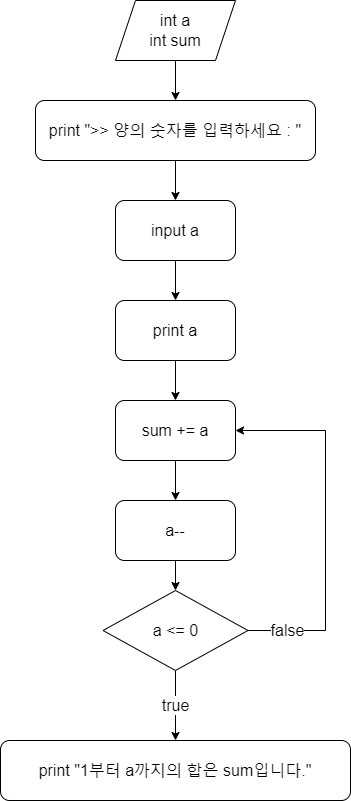 int a
int sum
print ">> 양의 숫자를 입력하세요 : "
input a
print a
sum += a
a--
a <= 0
false
true
print "1부터 a까지의 합은 sum입니다."